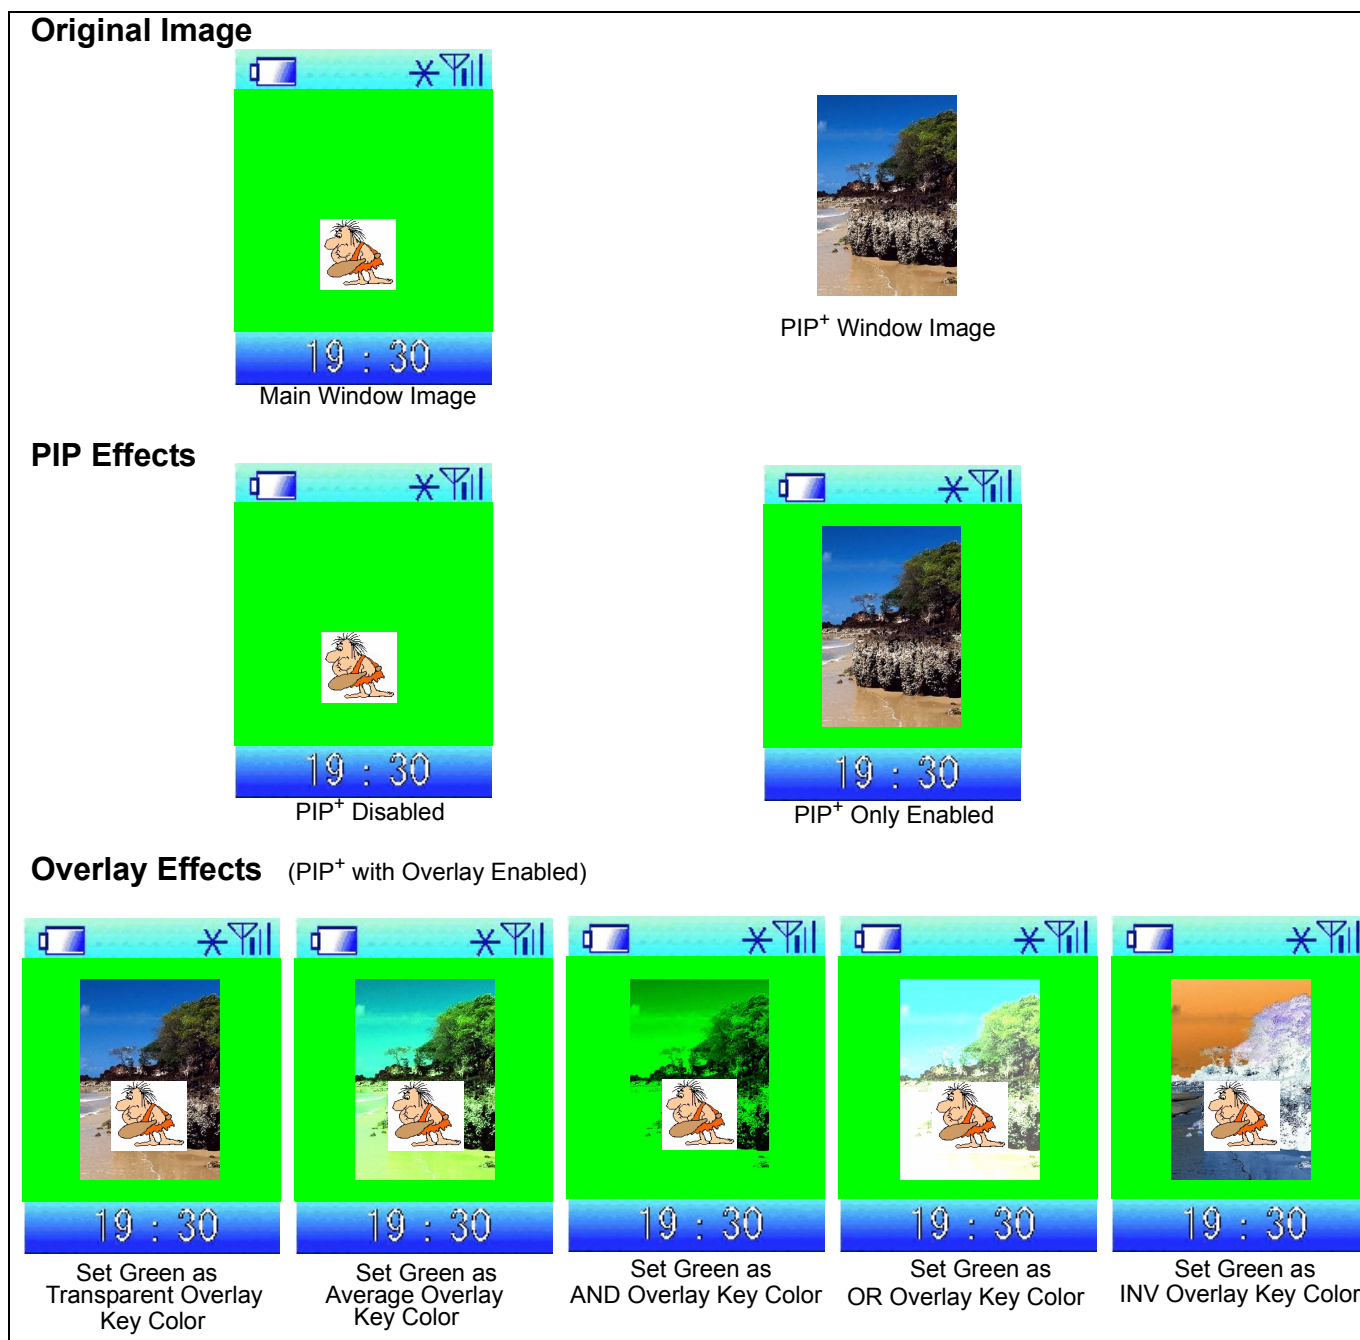 Original Image
19 : 30
Main Window Image
PIP+ Window Image
PIP Effects
19 : 30
PIP+ Disabled
19 : 30
PIP+ Only Enabled
Overlay Effects (PIP+ with Overlay Enabled)
19 : 30
19 : 30
19 : 30
19 : 30
19 : 30
Set Green as
Transparent Overlay
Key Color
Set Green as
Average Overlay
Key Color
Set Green as
AND Overlay Key Color
Set Green as
OR Overlay Key Color
Set Green as
INV Overlay Key Color